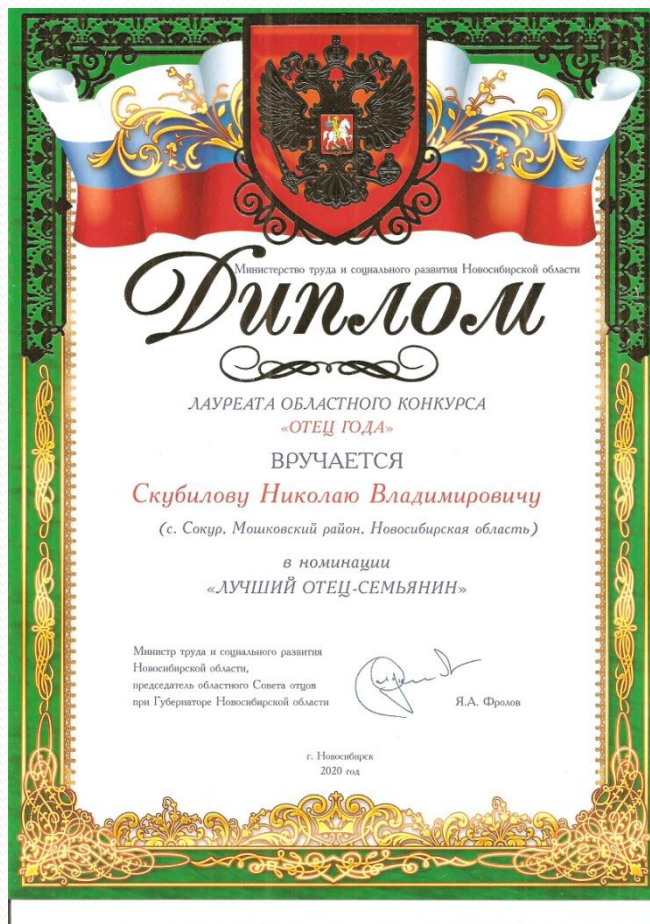 Министерство труда и социального развития Новосибирской области
Диплом
ЛАУРЕАТА ОБЛАСТНОГО КОНКУРСА
«ОТЕЦ ГОДА»
ВРУЧАЕТСЯ
Скубилову Николаю Владимировичу
(с. Сокур, Мошковский район, Новосибирская область)
в номинации
«ЛУЧШИЙ ОТЕЦ-СЕМЬЯНИН»
Министр труда и социального развития
Новосибирской области,
председатель областного Совета отцов
при Губернаторе Новосибирской области
Я.А. Фролов
г. Новосибирск
2020 год